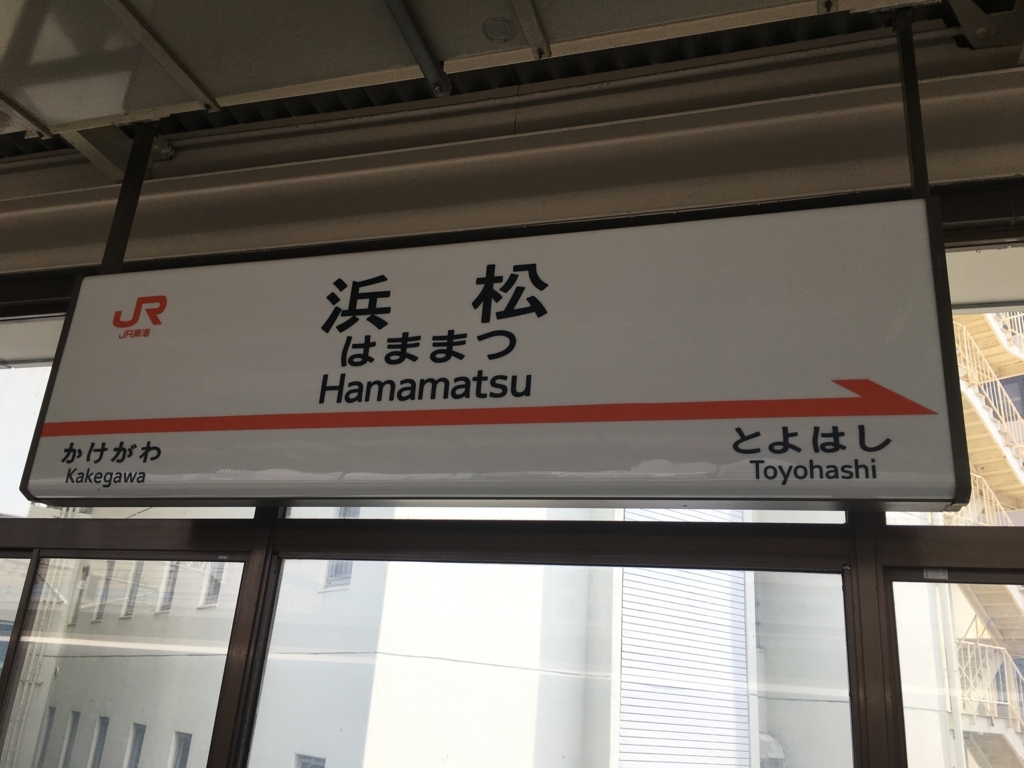 JR
JR東海
浜松
はままつ
Hamamatsu
かけがわ
Kakegawa
とよはし
Toyohashi